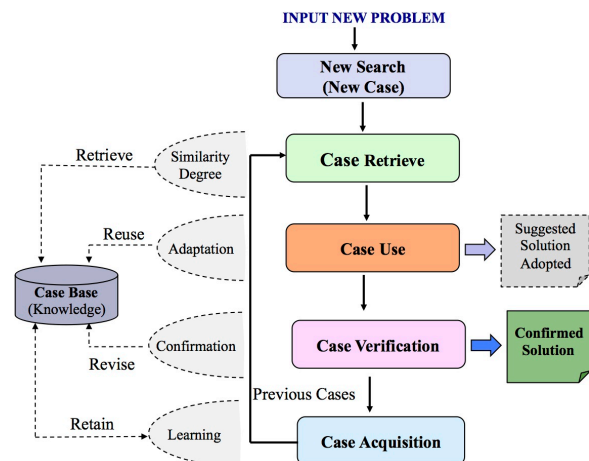 INPUT NEW PROBLEM
New Search
(New Case)
Retrieve
Similarity
Degree
Case Retrieve
Reuse
Adaptation
Case Use
Suggested
Solution
Adopted
Case Base
(Knowledge)
Confirmation
Revise
Case Verification
Confirmed
Solution
Previous Cases
Retain
Learning
Case Acquisition